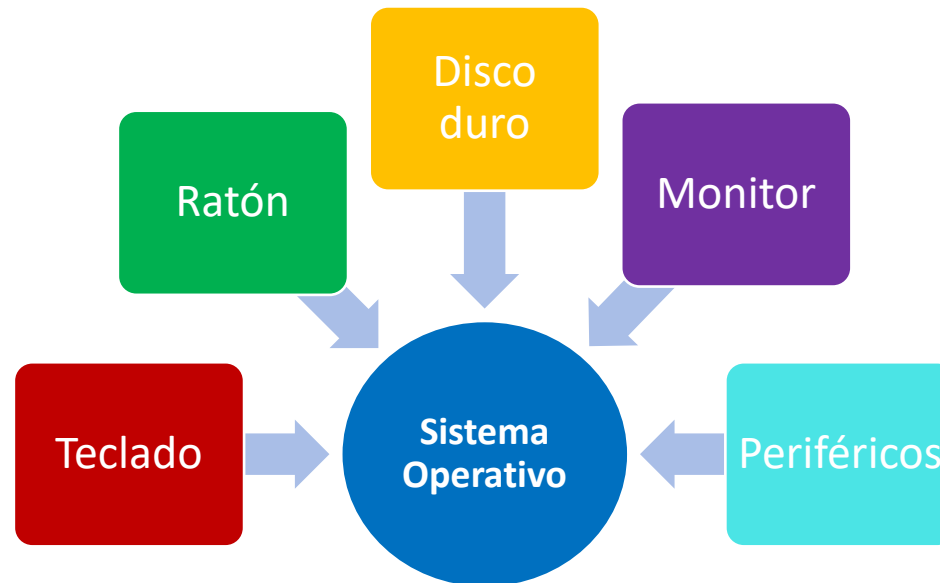 Disco
duro
Ratón
Monitor
Teclado
Sistema
Operativo
Periféricos